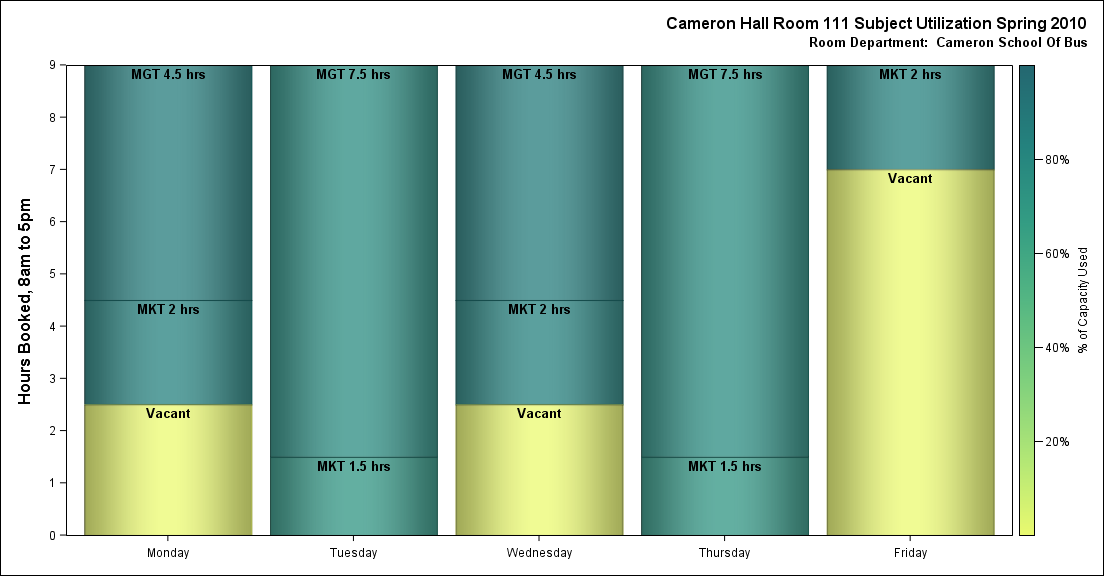 Cameron Hall Room 111 Subject Utilization Spring 2010
Room Department:  Cameron School Of Bus
Hours Booked, 8am to 5pm
9
8
7
6
5
4
3
2
1
0
MGT 4.5 hrs
MKT 2 hrs
Vacant
MGT 7.5 hrs
MKT 1.5 hrs
MGT 4.5 hrs
MKT 2 hrs
Vacant
MGT 7.5 hrs
MKT 1.5 hrs
MKT 2 hrs
Vacant
Monday
Tuesday
Wednesday
Thursday
Friday
80%
60%
40%
20%
% of Capacity Used